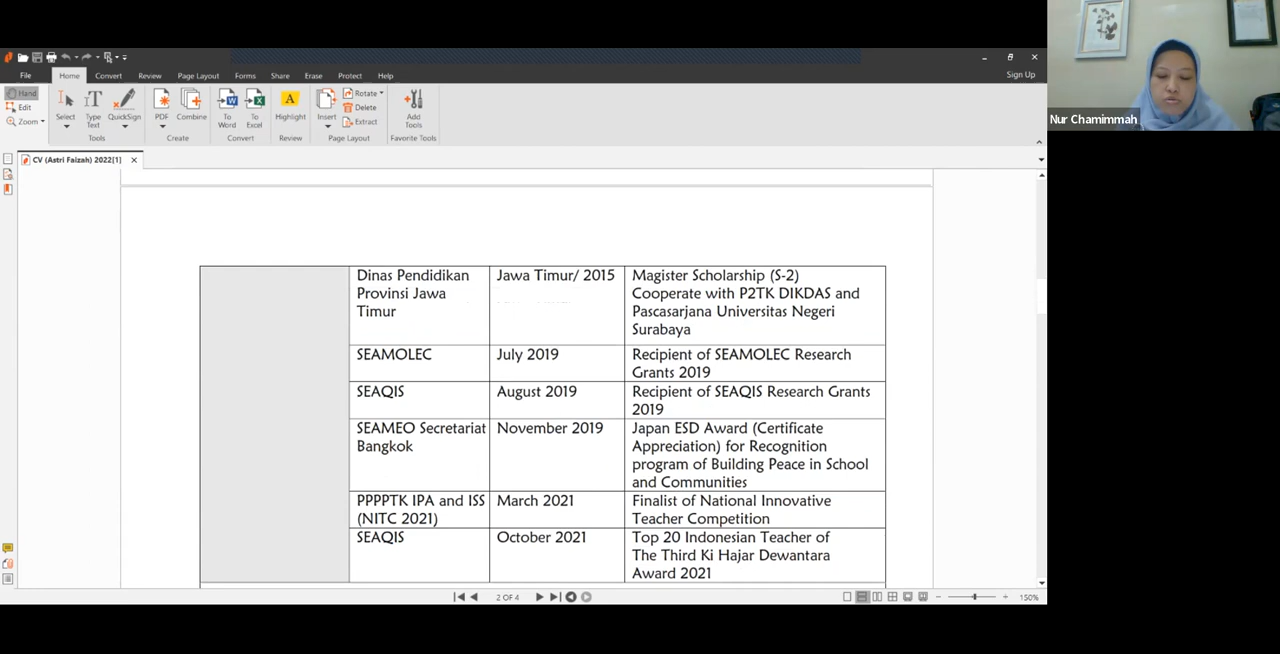 File
Home
Convert
Review
Page Layout
Forms
Share
Erase
Protect
Help
Sign Up
Hand
Edit
Zoom
Select
Type Text
QuickSign
PDF
Combine
To Word
To Excel
Highlight
Insert
Rotate
Delete
Extract
Add Tools
Tools
Create
Convert
Review
Page Layout
Favorite Tools
CV (Astri Faizah) 2022[1]
Nur Chamimmah
Dinas Pendidikan
Provinsi Jawa
Timur
Jawa Timur/ 2015
Magister Scholarship (S-2)
Cooperate with P2TK DIKDAS and
Pascasarjana Universitas Negeri
Surabaya
SEAMOLEC
July 2019
Recipient of SEAMOLEC Research
Grants 2019
SEAQIS
August 2019
Recipient of SEAQIS Research Grants
2019
SEAMEO Secretariat
Bangkok
November 2019
Japan ESD Award (Certificate
Appreciation) for Recognition
program of Building Peace in School
and Communities
PPPPTK IPA and ISS
(NITC 2021)
March 2021
Finalist of National Innovative
Teacher Competition
SEAQIS
October 2021
Top 20 Indonesian Teacher of
The Third Ki Hajar Dewantara
Award 2021
2 OF 4
150%